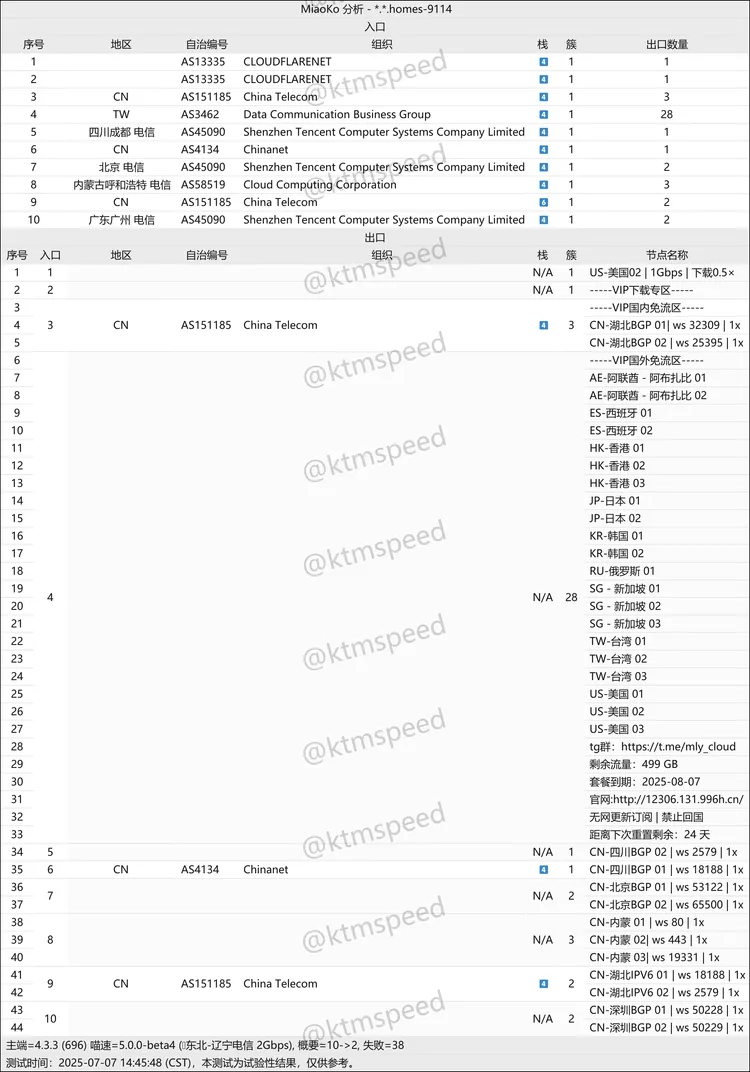 MiaoKo 分析 - *.*.homes-9114
入口
序号 地区 自治编号 组织 栈 簇 出口数量
1 AS13335 CLOUDFLARENET 4 1 1
2 AS13335 CLOUDFLARENET 4 1 1
3 CN AS151185 China Telecom 4 1 3
4 TW AS3462 Data Communication Business Group 4 1 28
5 四川成都 电信 AS45090 Shenzhen Tencent Computer Systems Company Limited 4 1 1
6 CN AS4134 Chinanet 4 1 1
7 北京 电信 AS45090 Shenzhen Tencent Computer Systems Company Limited 4 1 2
8 内蒙古呼和浩特 电信 AS58519 Cloud Computing Corporation 4 1 3
9 CN AS151185 China Telecom 6 1 2
10 广东广州 电信 AS45090 Shenzhen Tencent Computer Systems Company Limited 4 1 2
出口
序号 入口 地区 自治编号 组织 栈 簇 节点名称
1 1 N/A 1 US-美国02 | 1Gbps | 下载0.5×
2 2 N/A 1 -----VIP下载专区-----
3 -----VIP国内免流区-----
4 3 CN AS151185 China Telecom 4 3 CN-湖北BGP 01| ws 32309 | 1x
5 CN-湖北BGP 02 | ws 25395 | 1x
6 -----VIP国外免流区-----
7 AE-阿联酋 - 阿布扎比 01
8 AE-阿联酋 - 阿布扎比 02
9 ES-西班牙 01
10 ES-西班牙 02
11 HK-香港 01
12 HK-香港 02
13 HK-香港 03
14 JP-日本 01
15 JP-日本 02
16 KR-韩国 01
17 KR-韩国 02
18 RU-俄罗斯 01
19 4 N/A 28 SG - 新加坡 01
20 SG - 新加坡 02
21 SG - 新加坡 03
22 TW-台湾 01
23 TW-台湾 02
24 TW-台湾 03
25 US-美国 01
26 US-美国 02
27 US-美国 03
28 tg群：https://t.me/mly_cloud
29 剩余流量：499 GB
30 套餐到期：2025-08-07
31 官网:http://12306.131.996h.cn/
32 无网更新订阅 | 禁止回国
33 距离下次重置剩余：24 天
34 5 N/A 1 CN-四川BGP 02 | ws 2579 | 1x
35 6 CN AS4134 Chinanet 4 1 CN-四川BGP 01 | ws 18188 | 1x
36 7 N/A 2 CN-北京BGP 01 | ws 53122 | 1x
37 CN-北京BGP 02 | ws 65500 | 1x
38 CN-内蒙 01 | ws 80 | 1x
39 8 N/A 3 CN-内蒙 02| ws 443 | 1x
40 CN-内蒙 03| ws 19331 | 1x
41 9 CN AS151185 China Telecom 4 2 CN-湖北IPV6 01 | ws 18188 | 1x
42 CN-湖北IPV6 02 | ws 2579 | 1x
43 10 N/A 2 CN-深圳BGP 01 | ws 50228 | 1x
44 CN-深圳BGP 02 | ws 50229 | 1x
主端=4.3.3 (696) 喵速=5.0.0-beta4 (东北-辽宁电信 2Gbps), 概要=10->2, 失败=38
测试时间：2025-07-07 14:45:48 (CST)，本测试为试验性结果，仅供参考。
@ktmspeed
@ktmspeed
@ktmspeed
@ktmspeed
@ktmspeed
@ktmspeed
@ktmspeed
@ktmspeed
@ktmspeed
@ktmspeed
@ktmspeed